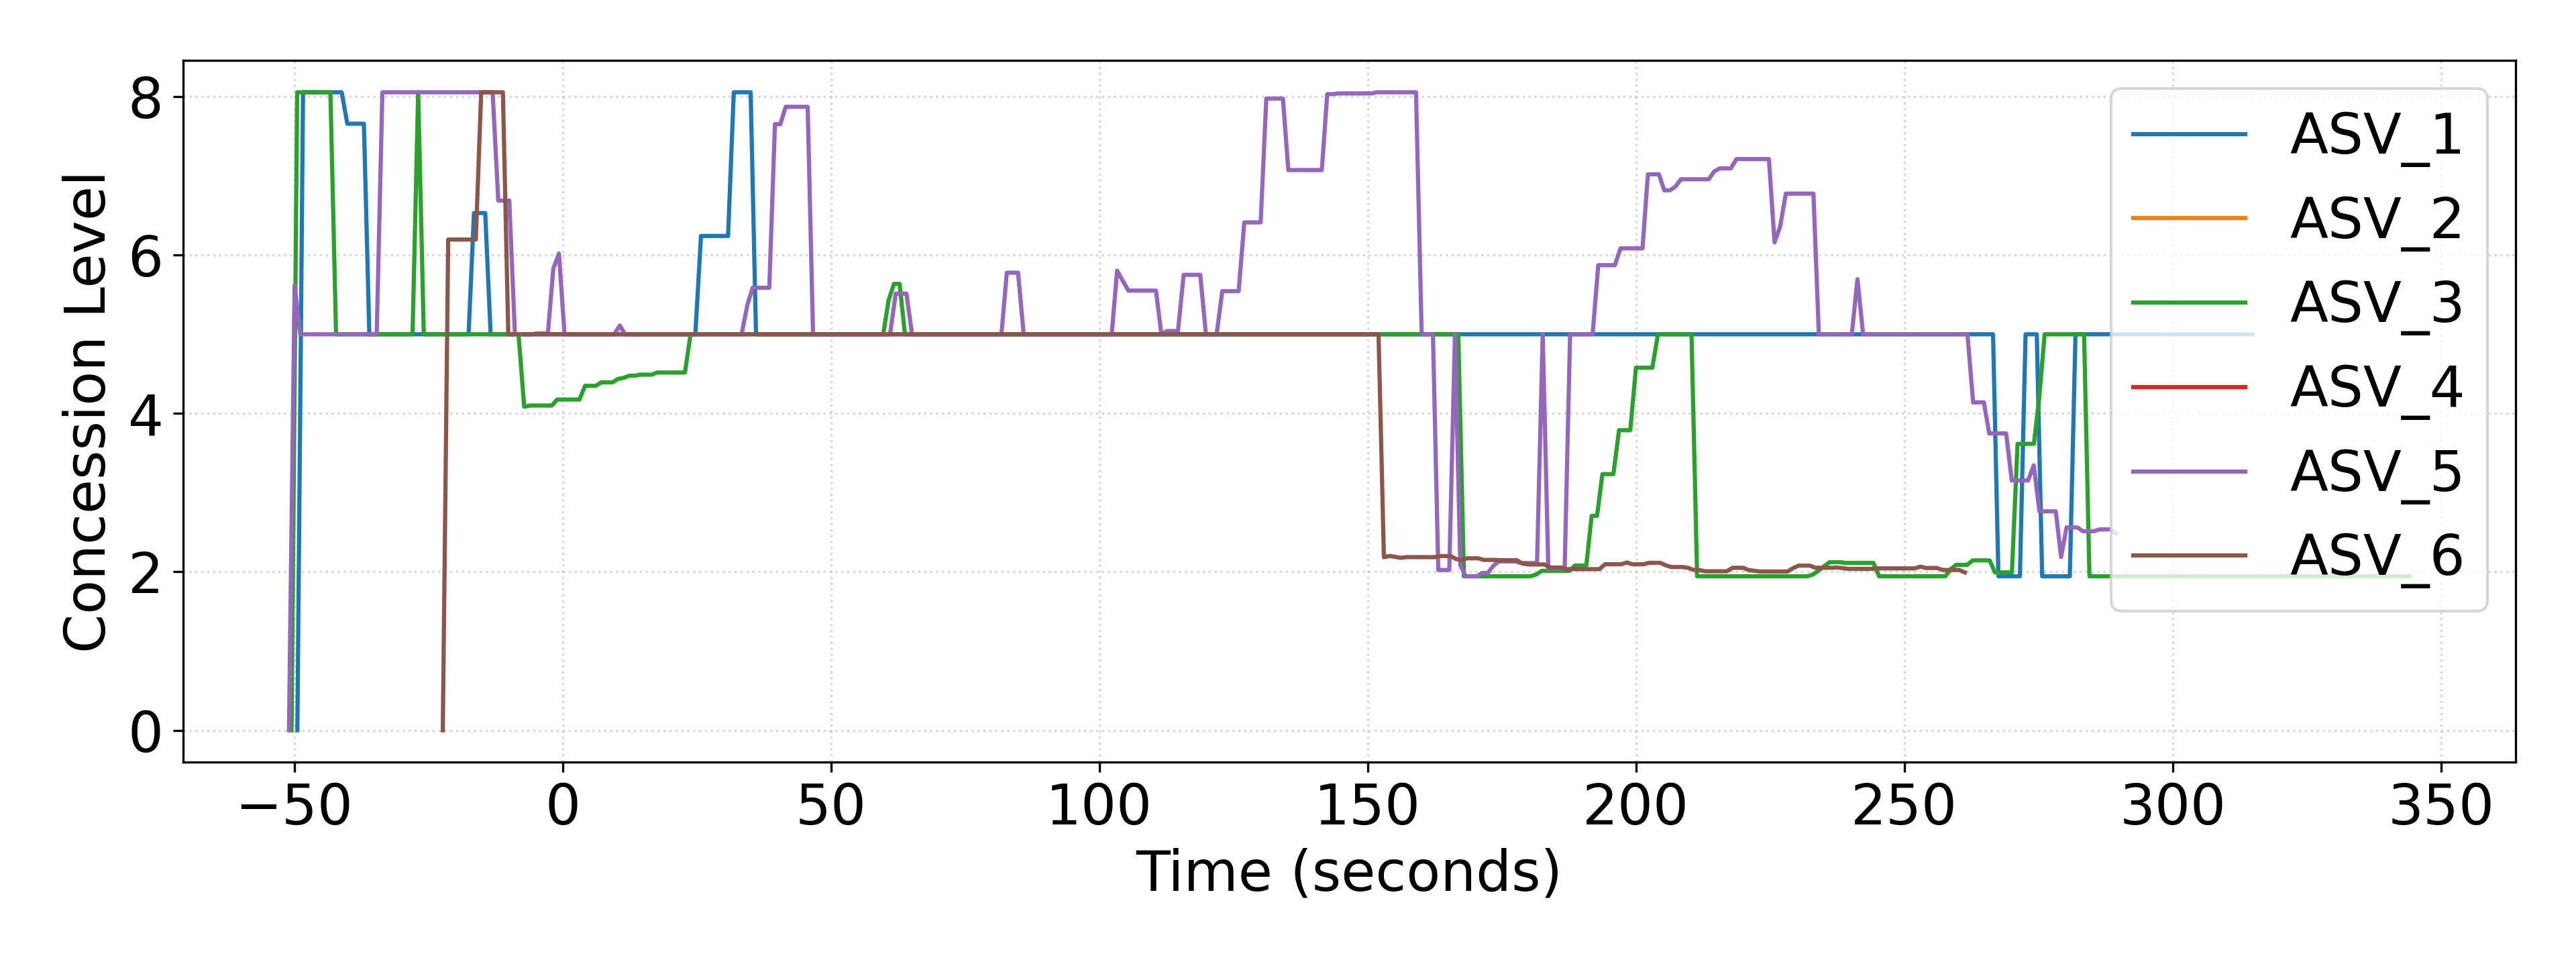 Concession Level
8
6
4
2
0
−50 0 50 100 150 200 250 300 350
Time (seconds)
ASV_1
ASV_2
ASV_3
ASV_4
ASV_5
ASV_6